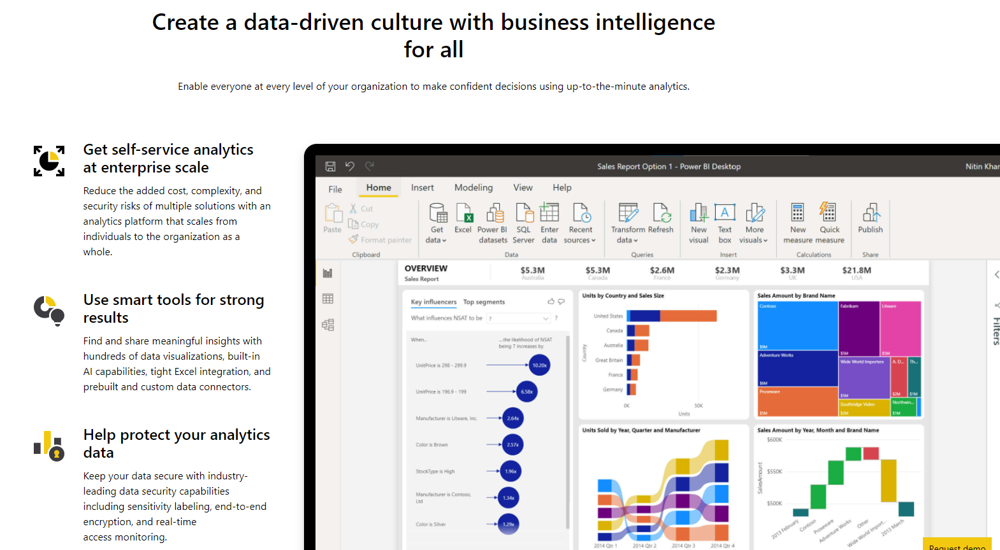 Create a data-driven culture with business intelligence
for all
Enable everyone at every level of your organization to make confident decisions using up-to-the-minute analytics.
Get self-service analytics
at enterprise scale
Reduce the added cost, complexity, and
security risks of multiple solutions with an
analytics platform that scales from
individuals to the organization as a
whole.
Use smart tools for strong
results
Find and share meaningful insights with
hundreds of data visualizations, built-in
AI capabilities, tight Excel integration, and
prebuilt and custom data connectors.
Help protect your analytics
data
Keep your data secure with industry-
leading data security capabilities
including sensitivity labeling, end-to-end
encryption, and real-time
access monitoring.
Sales Report Option 1 - Power BI Desktop
Nitin Khar
File Home Insert Modeling View Help
Paste
Cut
Copy
Format painter
Clipboard
Get
data
Excel
Power BI
datasets
SQL
Server
Enter
data
Recent
sources
Data
Transform
data
Refresh
Queries
New
visual
Text
box
More
visuals
Insert
New
measure
Quick
measure
Calculations
Publish
Share
OVERVIEW
Sales Report
$5.3M
Australia
$5.3M
Canada
$2.6M
France
$2.3M
Germany
$3.3M
UK
$21.8M
USA
Filters
Key influencers Top segments
What influences NSAT to be 7 ?
When...
...the likelihood of NSAT
being 7 increases by
UnitPrice is 298 - 299.9 10.20x
UnitPrice is 196.9 - 199 6.58x
Manufacturer is Litware, Inc. 2.64x
Color is Brown 2.57x
StockType is High 1.96x
Manufacturer is Contoso,
Ltd
1.34x
Color is Silver 1.29x
Units by Country and Sales Size
Country
United States
Canada
Australia
Great Britain
France
Germany
0K 50K
Units
Sales Amount by Brand Name
Contoso
$9M
Adventure Works
$6M
Proseware
$5M
Fabrikam
$5M
Litware
$5M
Wide World Importers
$5M
A. D...
$2M
Th...
$1M
Southridge Video
$2M
Northwin...
$1M
Units Sold by Year, Quarter and Manufacturer
2014 Qtr 1 2014 Qtr 2 2014 Qtr 3 2014 Qtr 4
Sales Amount by Year, Month and Brand Name
SalesAmount
$600K
$550K
$500K
2013 February
Contoso
Proseware
Adventure Works
Other
Wide World Import...
2013 March
Request demo